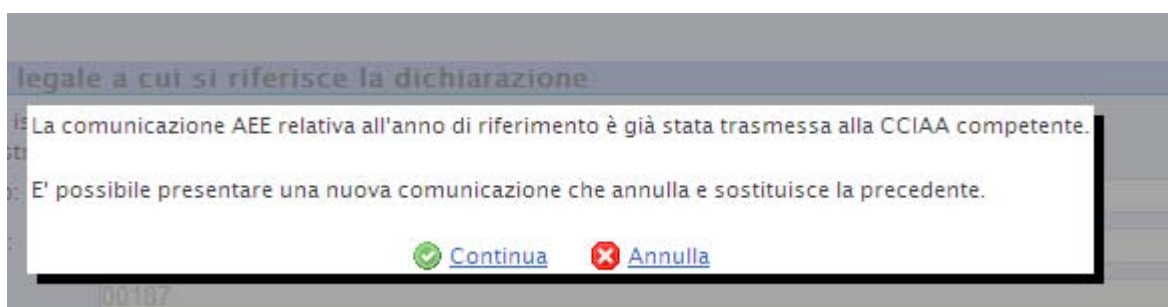 legale a cui si riferisce la dichiarazione
La comunicazione AEE relativa all'anno di riferimento è già stata trasmessa alla CCIAA competente.
E' possibile presentare una nuova comunicazione che annulla e sostituisce la precedente.
Continua Annulla
00187